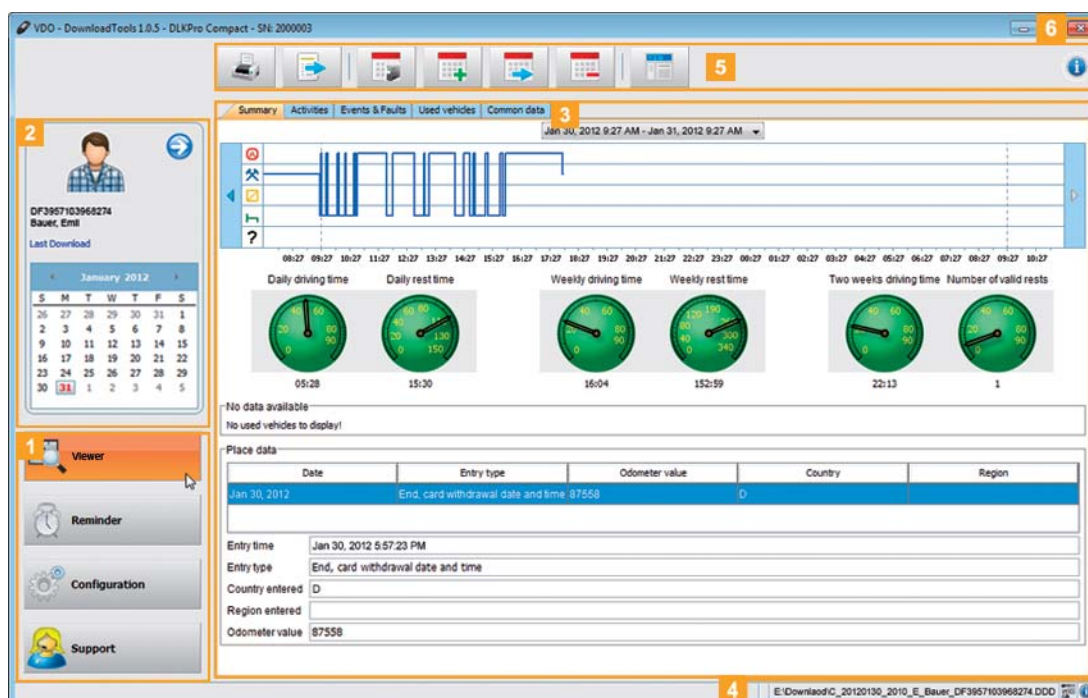 VDO - DownloadTools 1.0.5 - DLKPro Compact - SN: 2000003
6
5
2
DF3957103968274
Bauer, Emil
Last Download
January 2012
S M T W T F S
26 27 28 29 30 31 1
2 3 4 5 6 7 8
9 10 11 12 13 14 15
16 17 18 19 20 21 22
23 24 25 26 27 28 29
30 31 1 2 3 4 5
1
Viewer
Reminder
Configuration
Support
Summary Activities Events & Faults Used vehicles Common data 3
Jan 30, 2012 9:27 AM - Jan 31, 2012 9:27 AM
?
08:27 09:27 10:27 11:27 12:27 13:27 14:27 15:27 16:27 17:27 18:27 19:27 20:27 21:27 22:27 23:27 00:27 01:27 02:27 03:27 04:27 05:27 06:27 07:27 08:27 09:27 10:27
Daily driving time Daily rest time Weekly driving time Weekly rest time Two weeks driving time Number of valid rests
05:28 15:30 16:04 152:59 22:13 1
No data available
No used vehicles to display!
Place data
Date Entry type Odometer value Country Region
Jan 30, 2012 End, card withdrawal date and time 87558 D
Entry time Jan 30, 2012 5:57:23 PM
Entry type End, card withdrawal date and time
Country entered D
Region entered
Odometer value 87558
4
E:\Downlaod\C_20120130_2010_E_Bauer_DF3957103968274.DDD